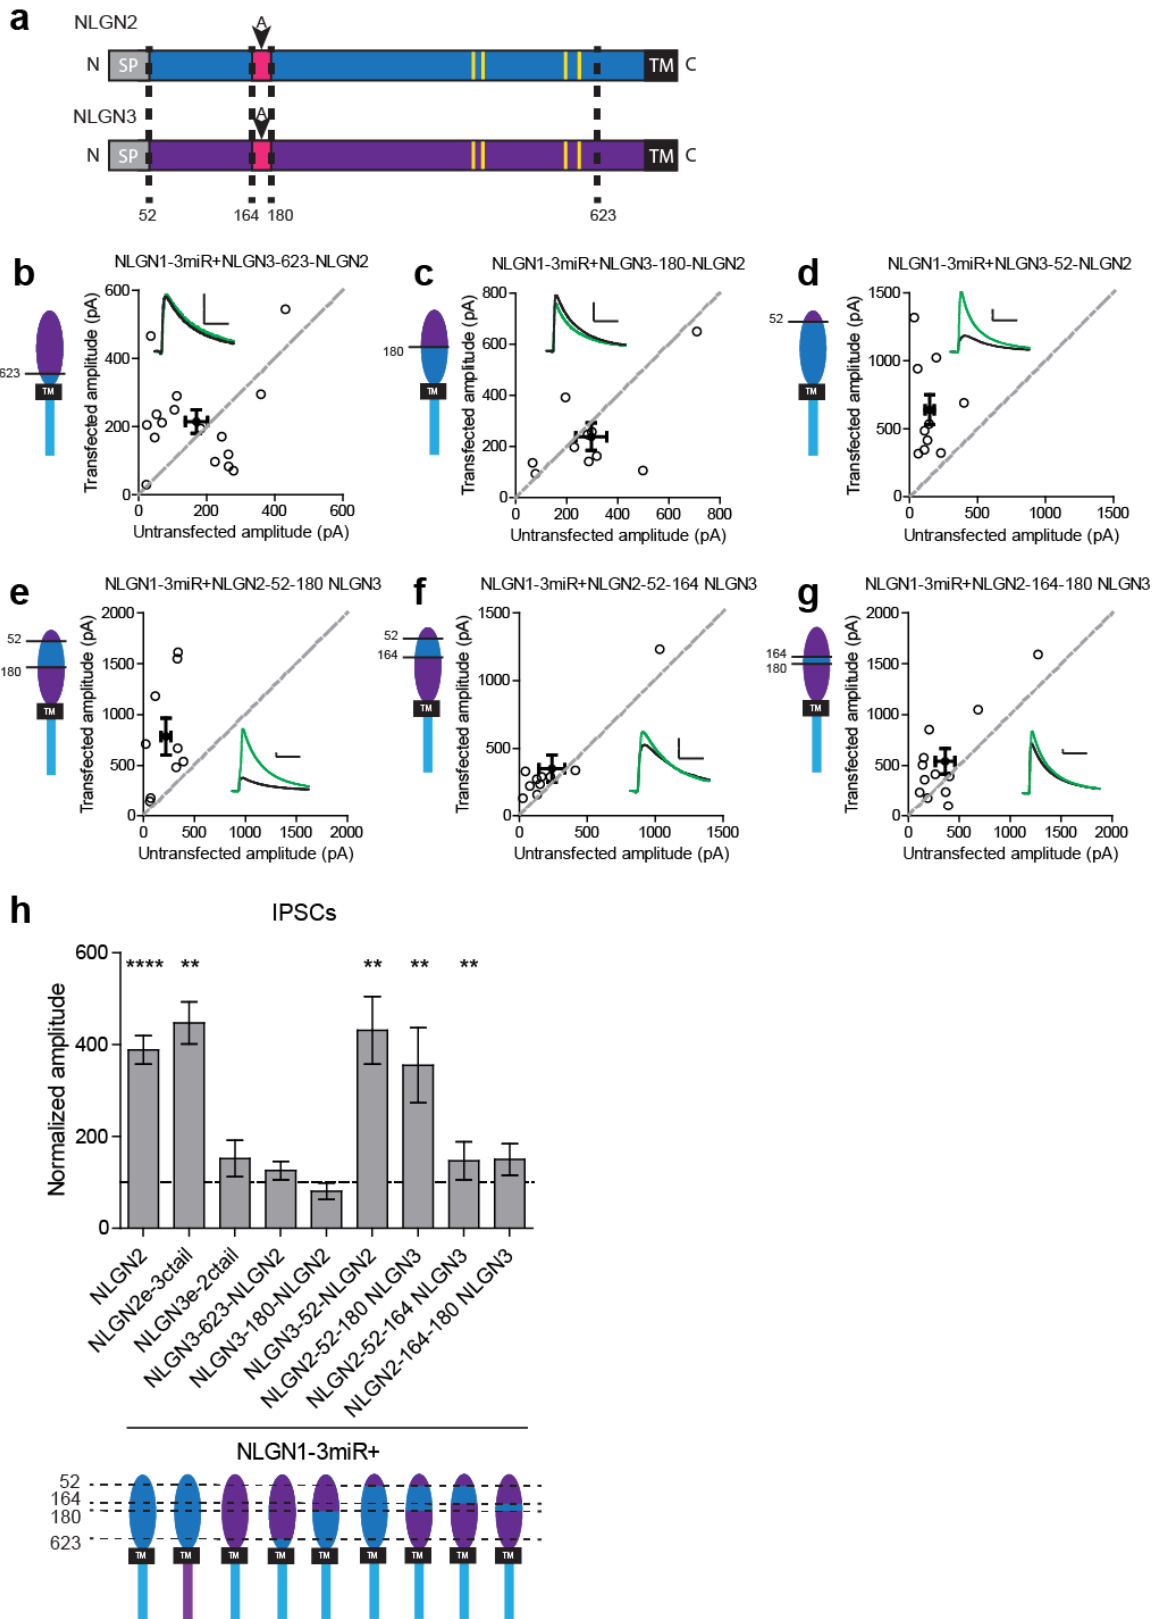 a
NLGN2
A
N SP TM C
NLGN3
A
N SP TM C
52 164 180 623
b
NLGN1-3miR+NLGN3-623-NLGN2
623
TM
Transfected amplitude (pA)
600
400
200
0
0 200 400 600
Untransfected amplitude (pA)
c
NLGN1-3miR+NLGN3-180-NLGN2
180
TM
Transfected amplitude (pA)
800
600
400
200
0
0 200 400 600 800
Untransfected amplitude (pA)
d
NLGN1-3miR+NLGN3-52-NLGN2
52
TM
Transfected amplitude (pA)
1500
1000
500
0
0 500 1000 1500
Untransfected amplitude (pA)
e
NLGN1-3miR+NLGN2-52-180 NLGN3
52
180
TM
Transfected amplitude (pA)
2000
1500
1000
500
0
0 500 1000 1500 2000
Untransfected amplitude (pA)
f
NLGN1-3miR+NLGN2-52-164 NLGN3
52
164
TM
Transfected amplitude (pA)
1500
1000
500
0
0 500 1000 1500
Untransfected amplitude (pA)
g
NLGN1-3miR+NLGN2-164-180 NLGN3
164
180
TM
Transfected amplitude (pA)
2000
1500
1000
500
0
0 500 1000 1500 2000
Untransfected amplitude (pA)
h
IPSCs
Normalized amplitude
600
400
200
0
**** ** ** ** **
NLGN2
NLGN2e-3ctail
NLGN3e-2ctail
NLGN3-623-NLGN2
NLGN3-180-NLGN2
NLGN3-52-NLGN2
NLGN2-52-180 NLGN3
NLGN2-52-164 NLGN3
NLGN2-164-180 NLGN3
NLGN1-3miR+
52
164
180
623
TM TM TM TM TM TM TM TM TM